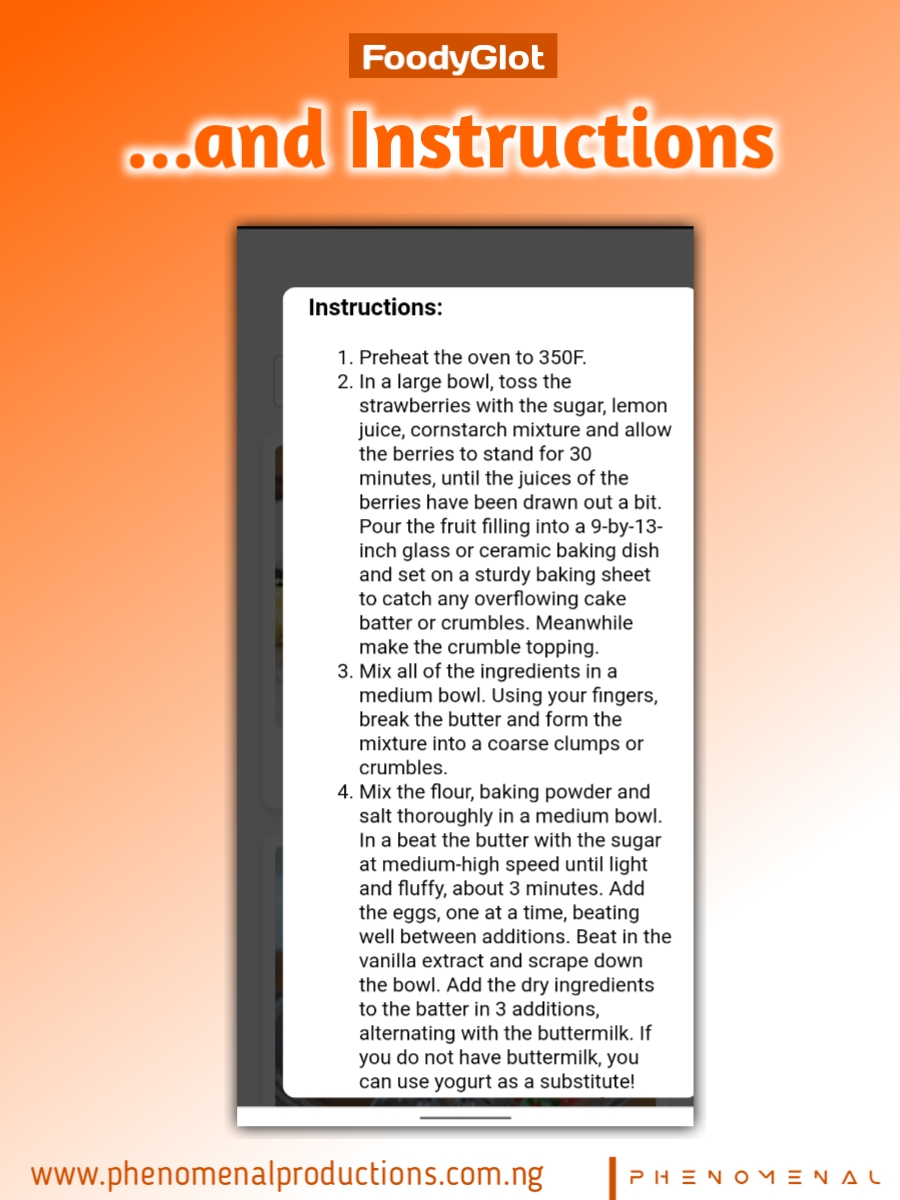 FoodyGlot
...and Instructions
Instructions:
1. Preheat the oven to 350F.
2. In a large bowl, toss the
strawberries with the sugar, lemon
juice, cornstarch mixture and allow
the berries to stand for 30
minutes, until the juices of the
berries have been drawn out a bit.
Pour the fruit filling into a 9-by-13-
inch glass or ceramic baking dish
and set on a sturdy baking sheet
to catch any overflowing cake
batter or crumbles. Meanwhile
make the crumble topping.
3. Mix all of the ingredients in a
medium bowl. Using your fingers,
break the butter and form the
mixture into a coarse clumps or
crumbles.
4. Mix the flour, baking powder and
salt thoroughly in a medium bowl.
In a beat the butter with the sugar
at medium-high speed until light
and fluffy, about 3 minutes. Add
the eggs, one at a time, beating
well between additions. Beat in the
vanilla extract and scrape down
the bowl. Add the dry ingredients
to the batter in 3 additions,
alternating with the buttermilk. If
you do not have buttermilk, you
can use yogurt as a substitute!
www.phenomenalproductions.com.ng
PHENOMENAL